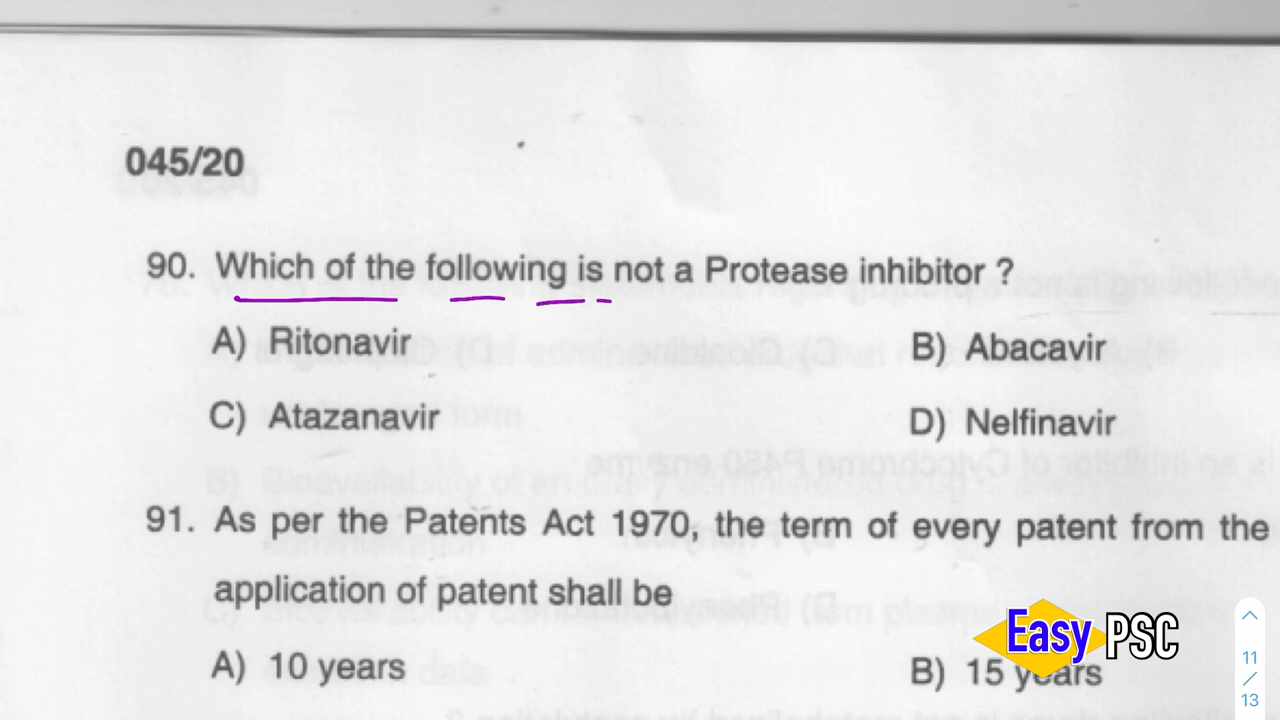 045/20
90. Which of the following is not a Protease inhibitor ?
A) Ritonavir B) Abacavir
C) Atazanavir D) Nelfinavir
91. As per the Patents Act 1970, the term of every patent from the
application of patent shall be
A) 10 years B) 15 years
Easy PSC
11
/
13